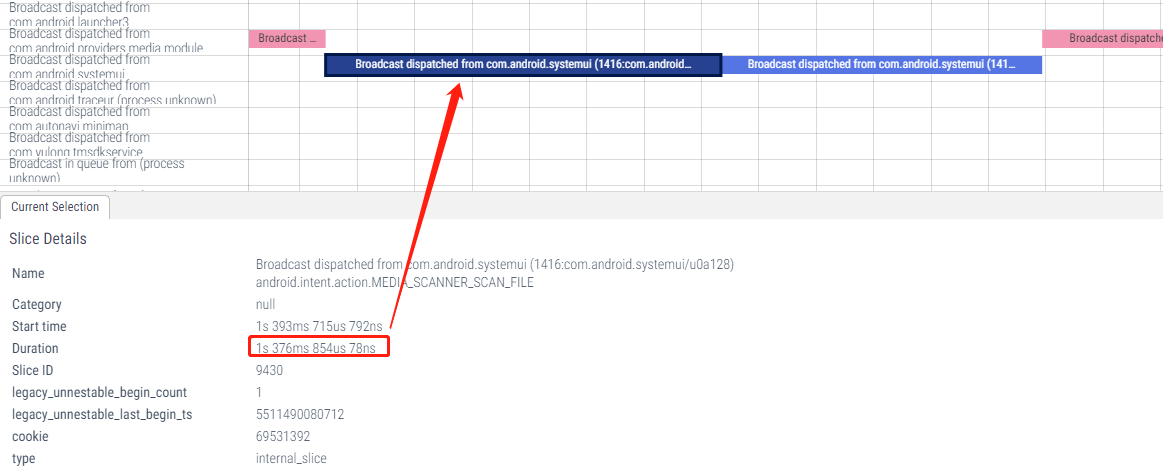 Broadcast dispatched from
com android launcher3
Broadcast dispatched from
com android providers media module
Broadcast dispatched from
com android systemui
Broadcast dispatched from
com android traceur (process unknown)
Broadcast dispatched from
com autonavi minimap
Broadcast dispatched from
com yulong tmsdkservice
Broadcast in queue from (process
unknown)
Broadcast ...
Broadcast dispatche
Broadcast dispatched from com.android.systemui (1416:com.android...
Broadcast dispatched from com.android.systemui (141...
Current Selection
Slice Details
Name
Broadcast dispatched from com.android.systemui (1416:com.android.systemui/u0a128)
android.intent.action.MEDIA_SCANNER_SCAN_FILE
Category null
Start time 1s 393ms 715us 792ns
Duration 1s 376ms 854us 78ns
Slice ID 9430
legacy_unnestable_begin_count 1
legacy_unnestable_last_begin_ts 5511490080712
cookie 69531392
type internal_slice